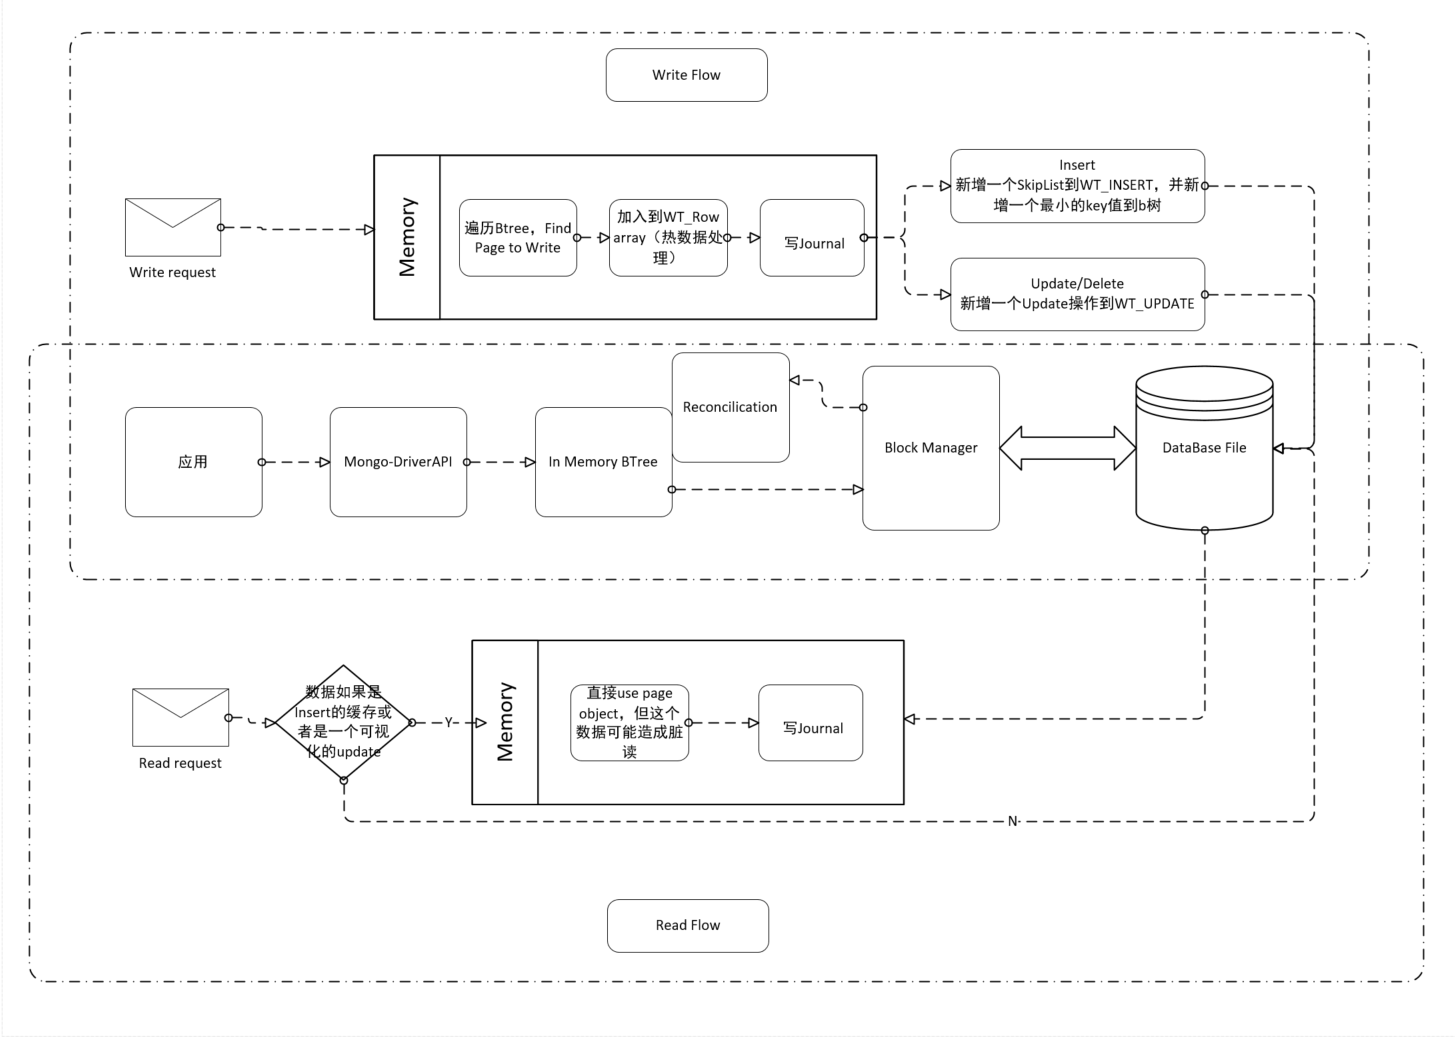 Write Flow
Write request
Memory
遍历Btree，Find
Page to Write
加入到WT_Row
array（热数据处
理）
写Journal
Insert
新增一个SkipList到WT_INSERT，并新
增一个最小的key值到b树
Update/Delete
新增一个Update操作到WT_UPDATE
应用
Mongo-DriverAPI
In Memory BTree
Reconcilication
Block Manager
DataBase File
Read request
数据如果是
Insert的缓存或
者是一个可视
化的update
Y
Memory
直接use page
object，但这个
数据可能造成脏
读
写Journal
N
Read Flow